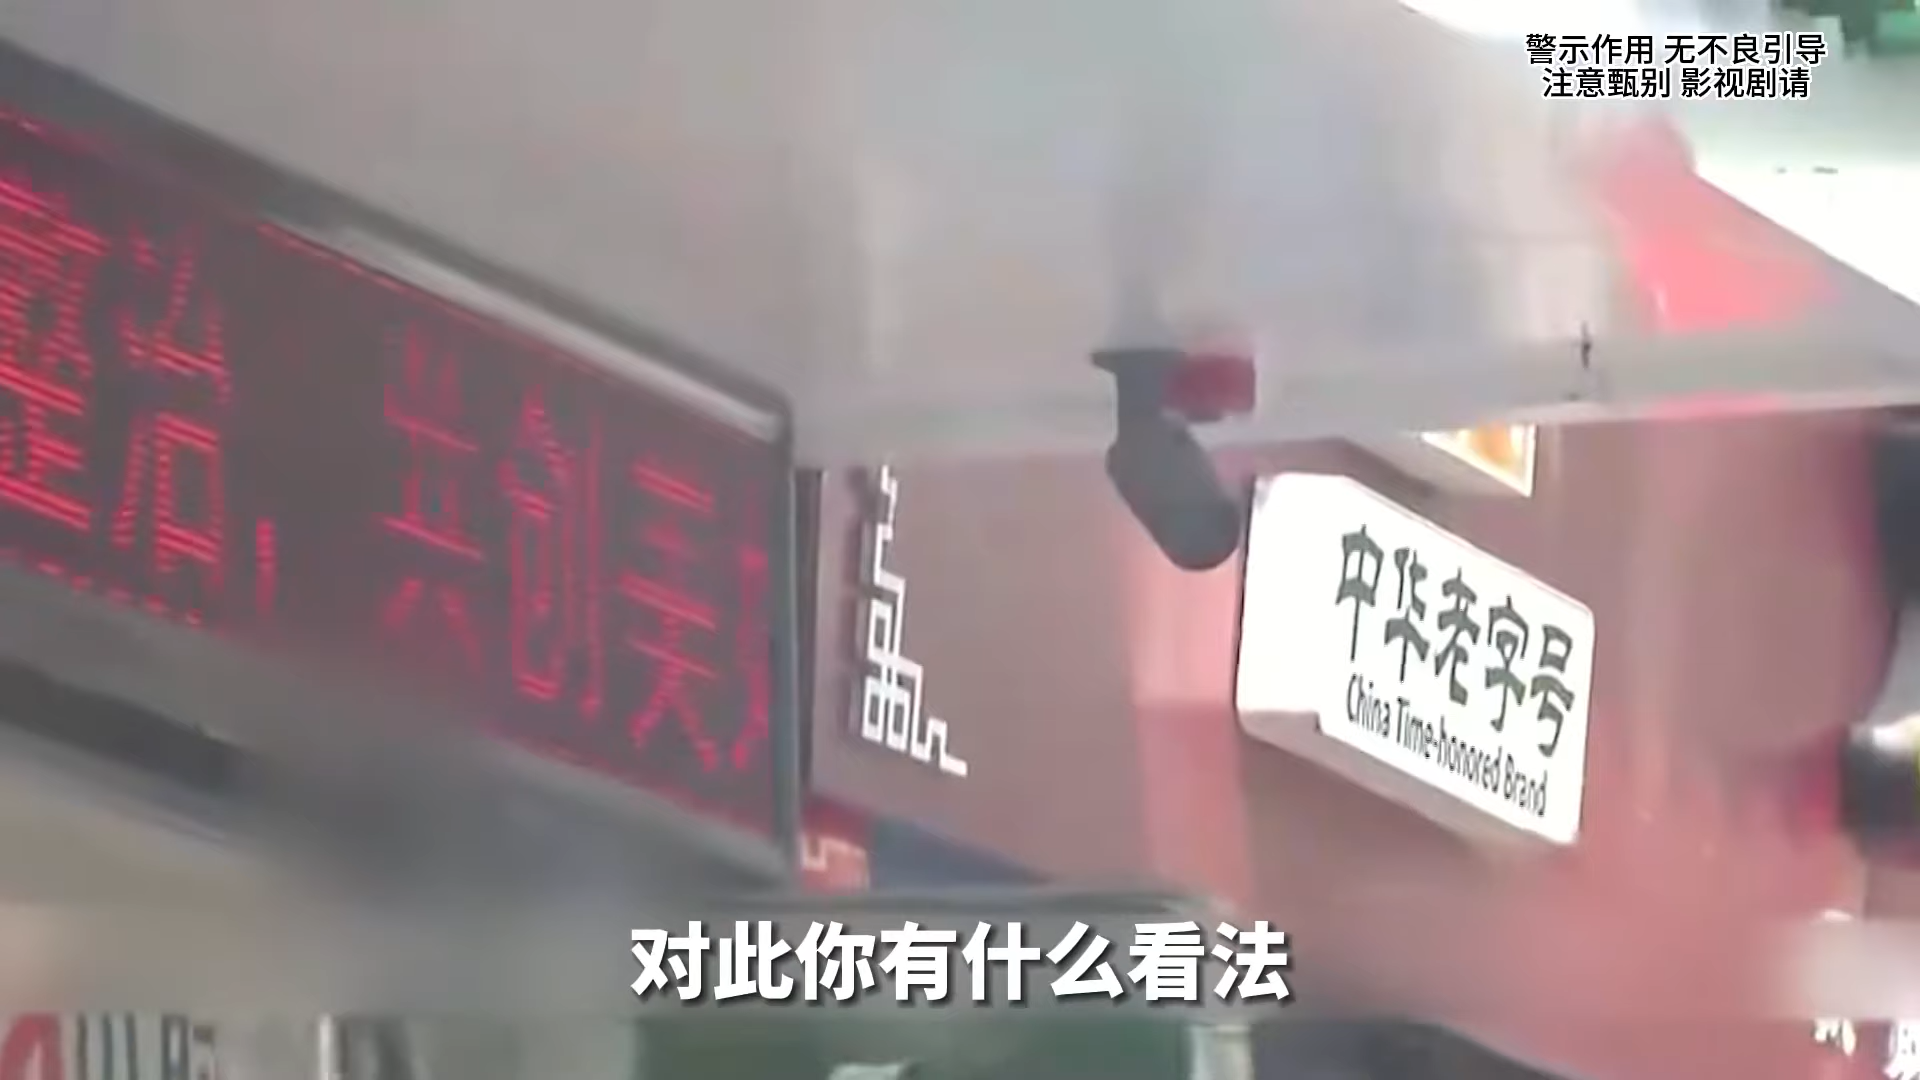 警示作用 无不良引导
注意甄别 影视剧请
治，共创美
中华老字号
China Time-honored Brand
对此你有什么看法